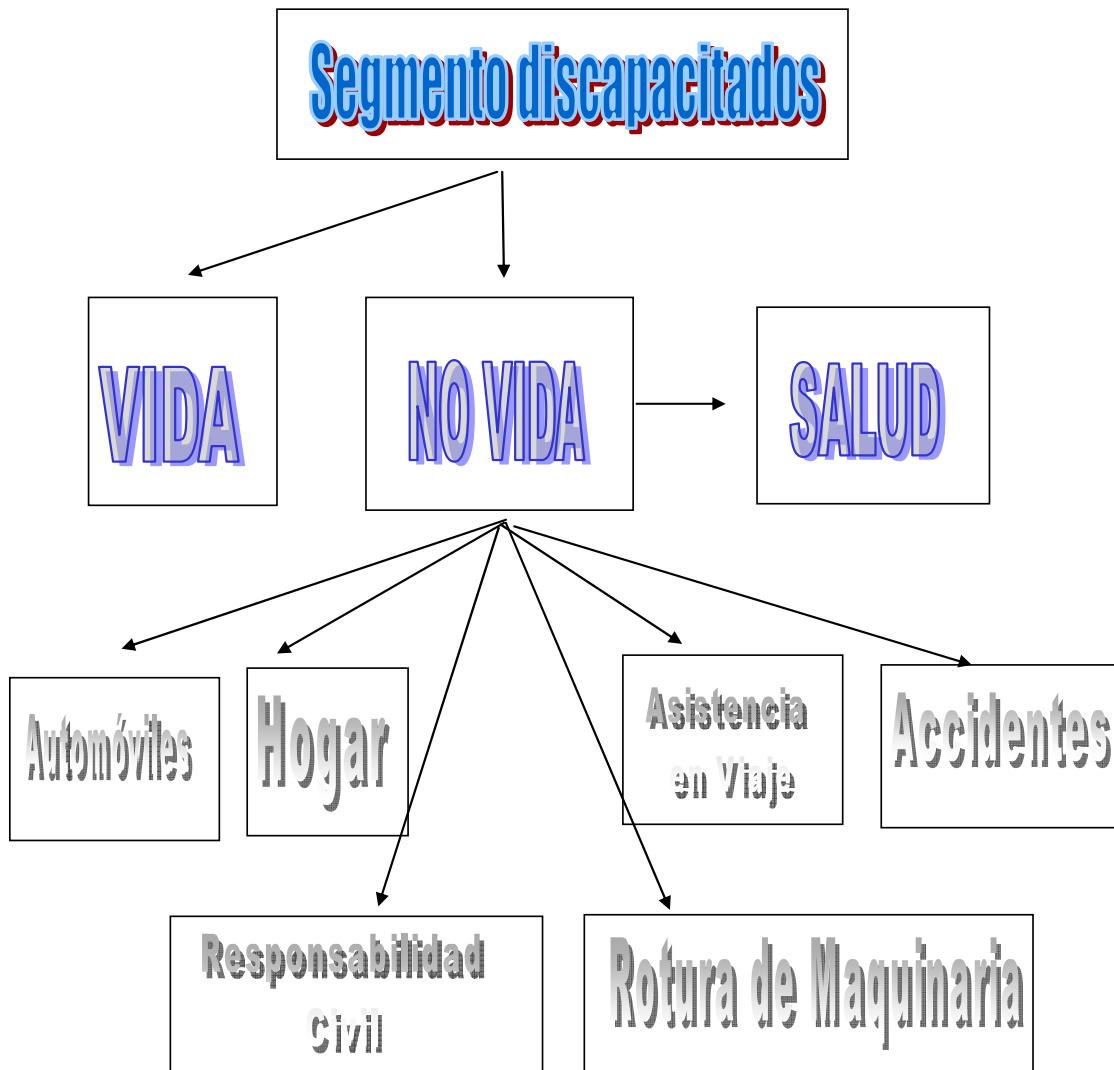 Segmento discapacitados
VIDA
NO VIDA
SALUD
Automóviles
Hogar
Asistencia
en Viaje
Accidentes
Responsabilidad
Civil
Rotura de Maquinaria